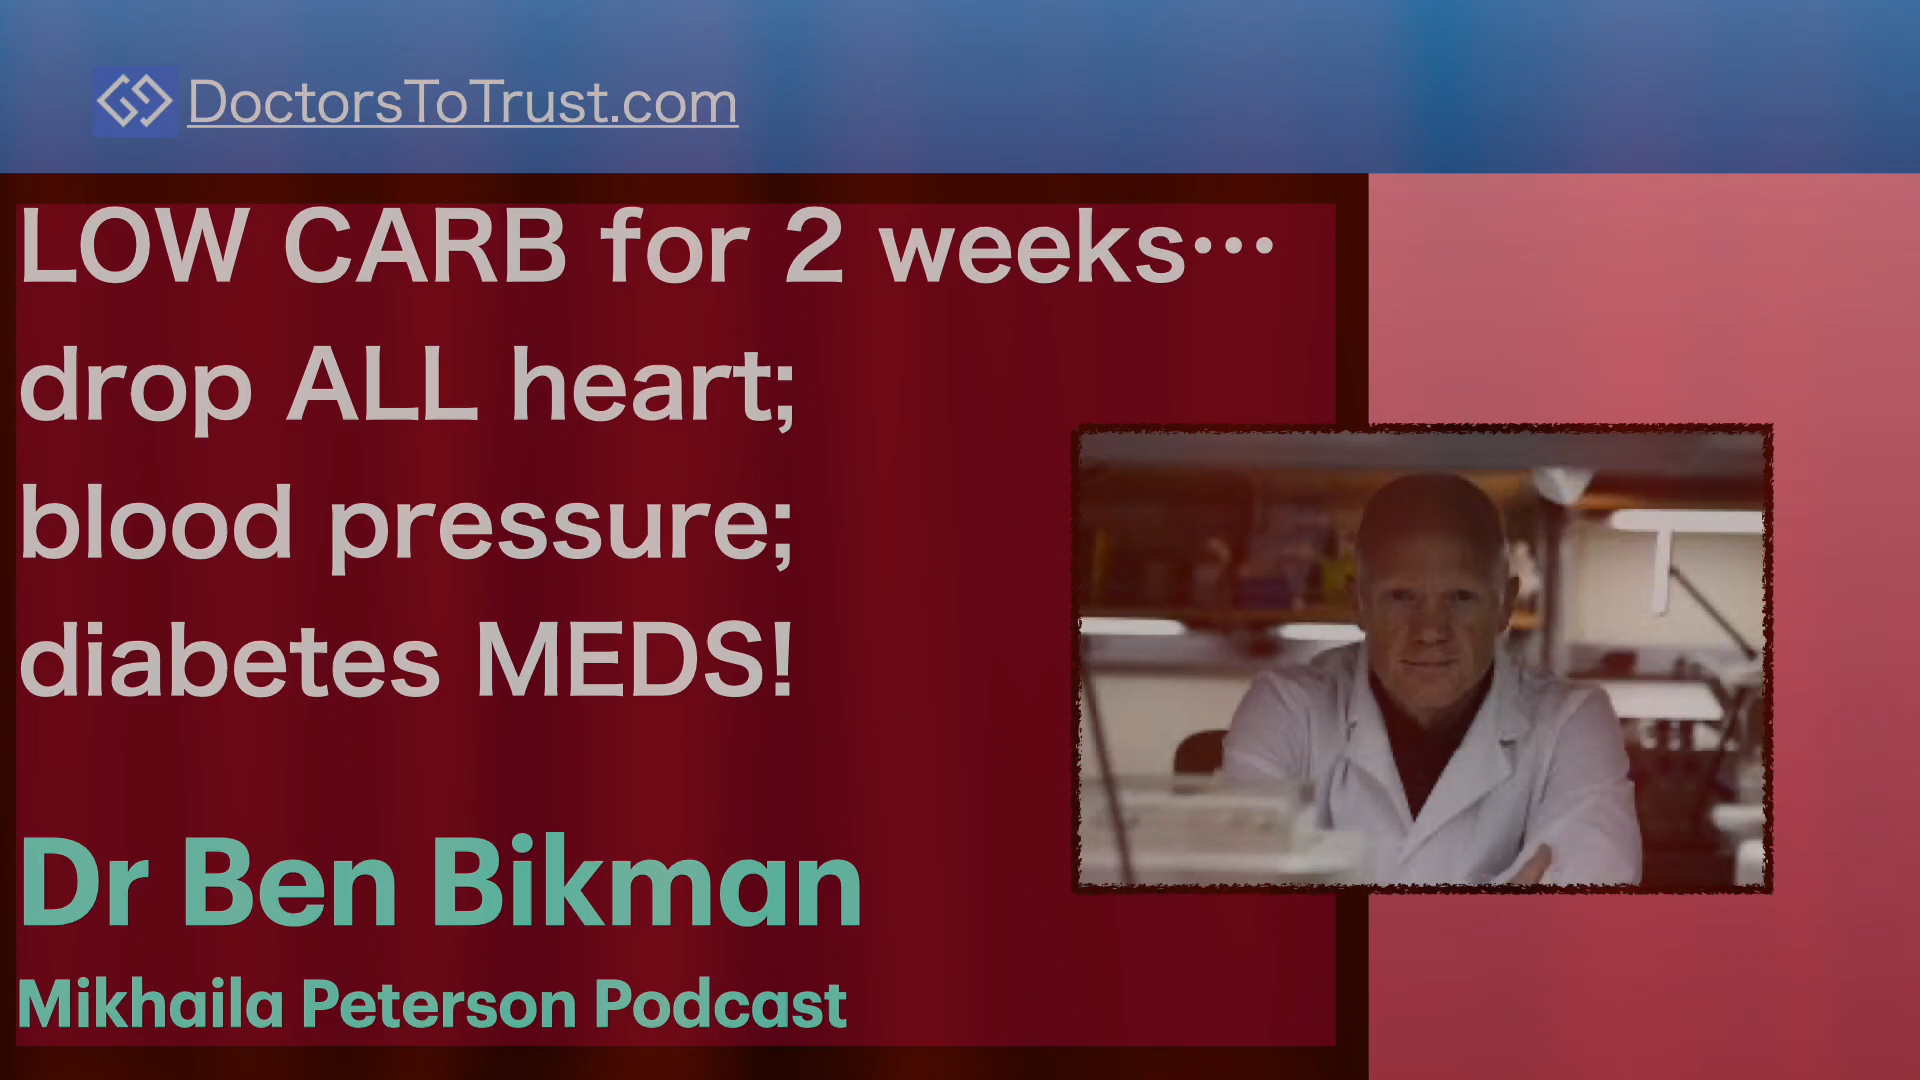 DoctorsToTrust.com
LOW CARB for 2 weeks…
drop ALL heart;
blood pressure;
diabetes MEDS!
Dr Ben Bikman
Mikhaila Peterson Podcast